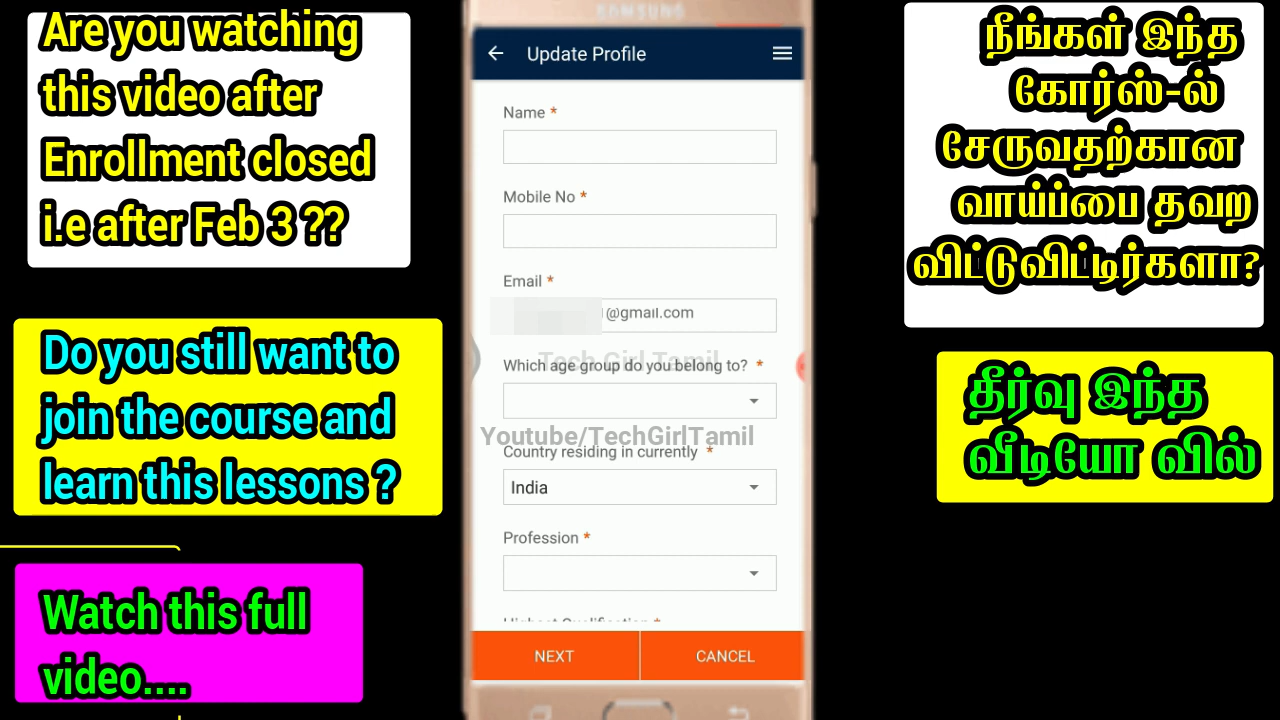 Are you watching
this video after
Enrollment closed
i.e after Feb 3 ??
Do you still want to
join the course and
learn this lessons ?
Watch this full
video....
SAMSUNG
Update Profile
Name *
Mobile No *
Email *
@gmail.com
Tech Girl Tamil
Which age group do you belong to? *
Youtube/TechGirlTamil
Country residing in currently *
India
Profession *
Highest Qualification *
NEXT
CANCEL
நீங்கள் இந்த
கோர்ஸ்-ல்
சேருவதற்கான
வாய்ப்பை தவற
விட்டுவிட்டிர்களா?
தீர்வு இந்த
வீடியோ வில்